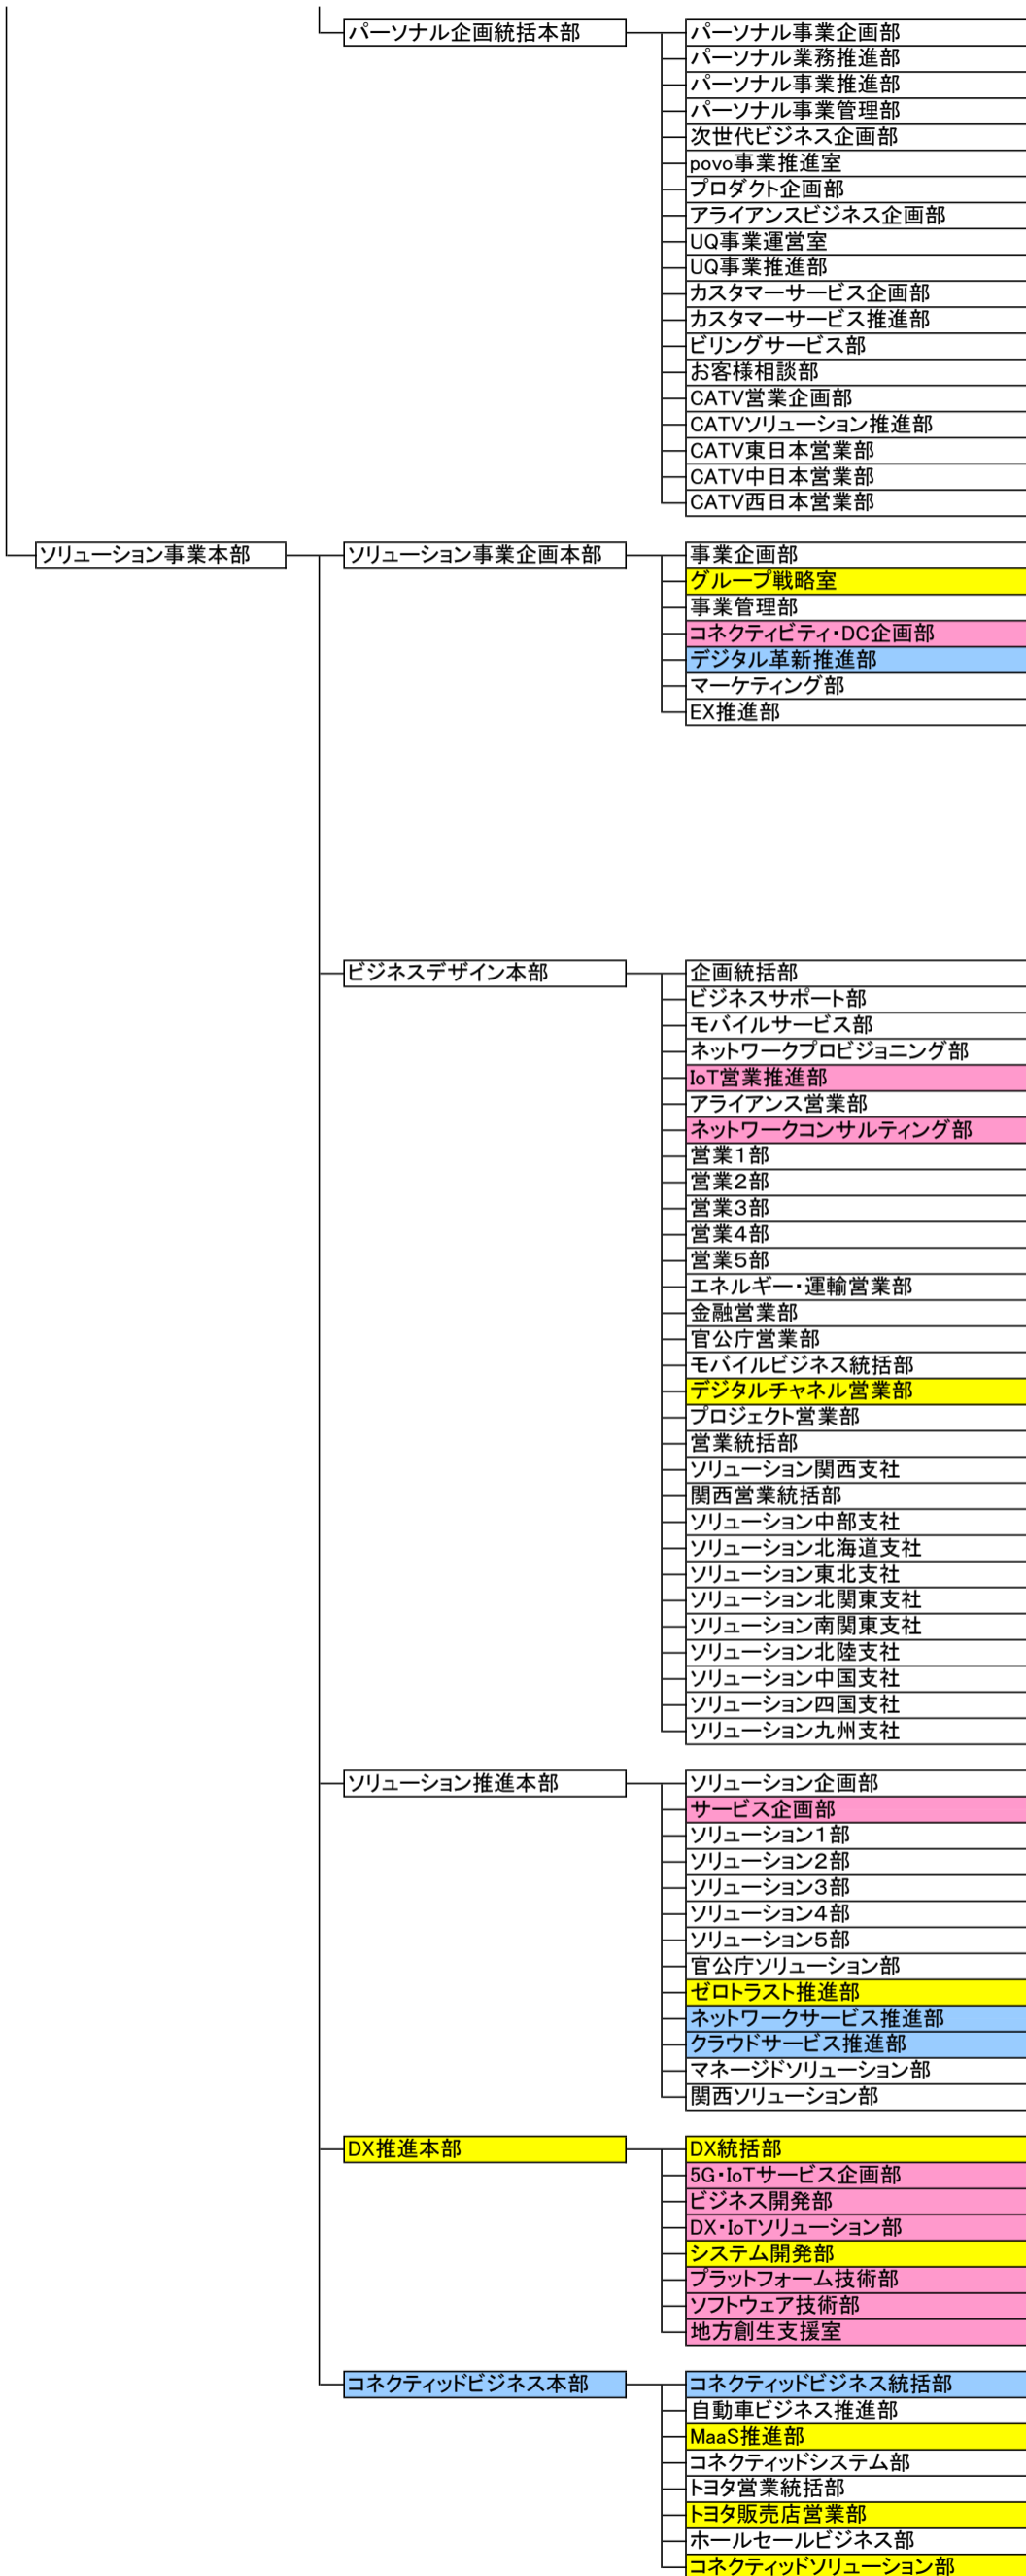 パーソナル企画統括本部
パーソナル事業企画部
パーソナル業務推進部
パーソナル事業推進部
パーソナル事業管理部
次世代ビジネス企画部
povo事業推進室
プロダクト企画部
アライアンスビジネス企画部
UQ事業運営室
UQ事業推進部
カスタマーサービス企画部
カスタマーサービス推進部
ビリングサービス部
お客様相談部
CATV営業企画部
CATVソリューション推進部
CATV東日本営業部
CATV中日本営業部
CATV西日本営業部
ソリューション事業本部
ソリューション事業企画本部
事業企画部
グループ戦略室
事業管理部
コネクティビティ・DC企画部
デジタル革新推進部
マーケティング部
EX推進部
ビジネスデザイン本部
企画統括部
ビジネスサポート部
モバイルサービス部
ネットワークプロビジョニング部
IoT営業推進部
アライアンス営業部
ネットワークコンサルティング部
営業1部
営業2部
営業3部
営業4部
営業5部
エネルギー・運輸営業部
金融営業部
官公庁営業部
モバイルビジネス統括部
デジタルチャネル営業部
プロジェクト営業部
営業統括部
ソリューション関西支社
関西営業統括部
ソリューション中部支社
ソリューション北海道支社
ソリューション東北支社
ソリューション北関東支社
ソリューション南関東支社
ソリューション北陸支社
ソリューション中国支社
ソリューション四国支社
ソリューション九州支社
ソリューション推進本部
ソリューション企画部
サービス企画部
ソリューション1部
ソリューション2部
ソリューション3部
ソリューション4部
ソリューション5部
官公庁ソリューション部
ゼロトラスト推進部
ネットワークサービス推進部
クラウドサービス推進部
マネージドソリューション部
関西ソリューション部
DX推進本部
DX統括部
5G・IoTサービス企画部
ビジネス開発部
DX・IoTソリューション部
システム開発部
プラットフォーム技術部
ソフトウェア技術部
地方創生支援室
コネクティッドビジネス本部
コネクティッドビジネス統括部
自動車ビジネス推進部
MaaS推進部
コネクティッドシステム部
トヨタ営業統括部
トヨタ販売店営業部
ホールセールビジネス部
コネクティッドソリューション部